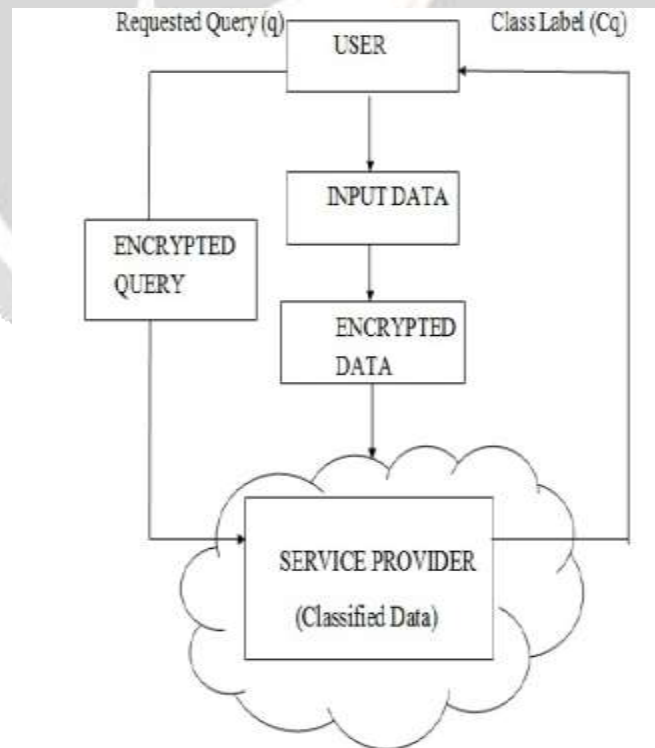 Requested Query (q)
Class Label (Cq)
USER
INPUT DATA
ENCRYPTED
QUERY
ENCRYPTED
DATA
SERVICE PROVIDER
(Classified Data)